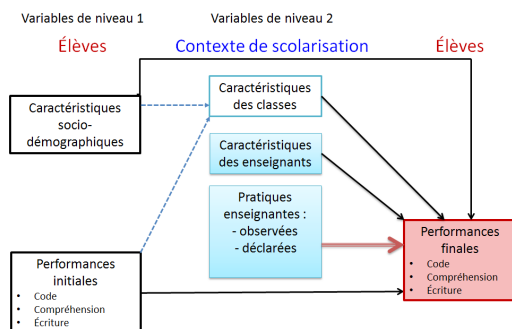 Variables de niveau 1
Variables de niveau 2
Élèves
Contexte de scolarisation
Élèves
Caractéristiques
socio-
démographiques
Caractéristiques
des classes
Caractéristiques
des enseignants
Pratiques
enseignantes :
- observées
- déclarées
Performances
initiales
• Code
• Compréhension
• Écriture
Performances
finales
• Code
• Compréhension
• Écriture